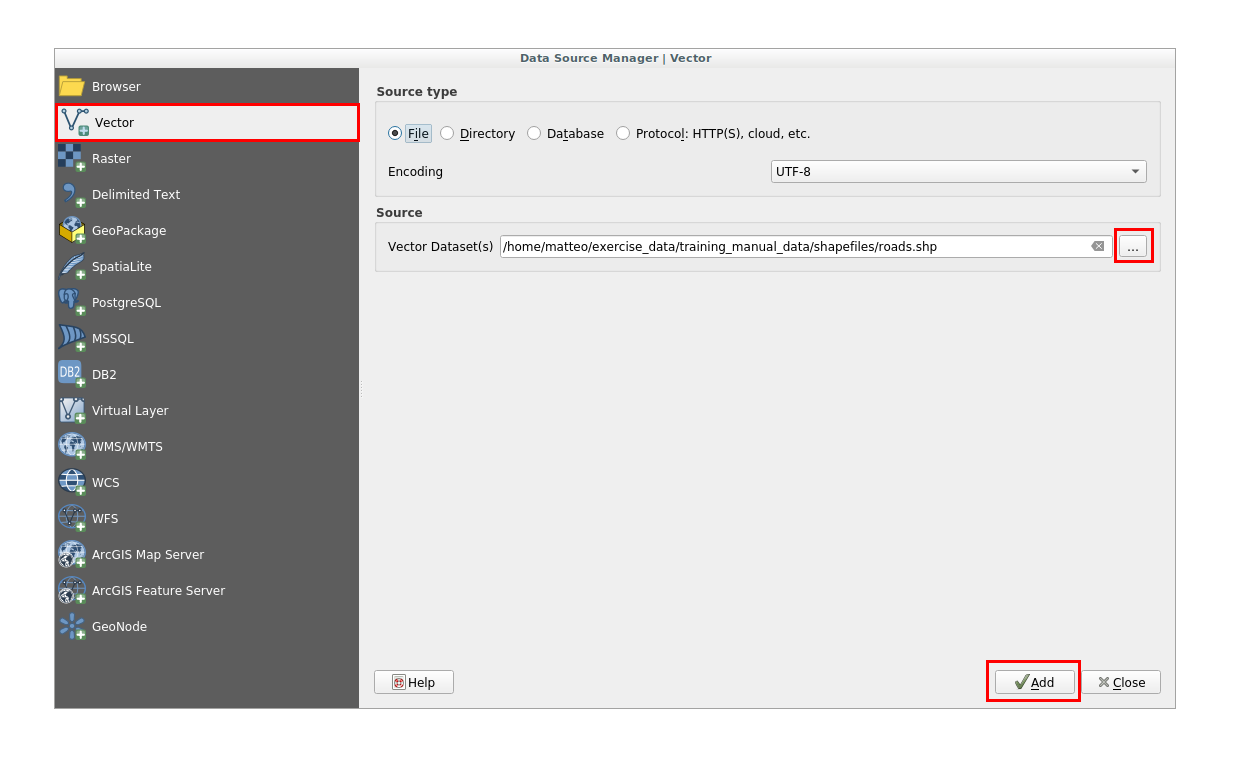 Data Source Manager | Vector
Browser
Vector
Raster
Delimited Text
GeoPackage
SpatiaLite
PostgreSQL
MSSQL
DB2
DB2
Virtual Layer
WMS/WMTS
WCS
WFS
ArcGIS Map Server
ArcGIS Feature Server
GeoNode
Source type
File Directory Database Protocol: HTTP(S), cloud, etc.
Encoding UTF-8
Source
Vector Dataset(s) /home/matteo/exercise_data/training_manual_data/shapefiles/roads.shp ...
Help Add Close